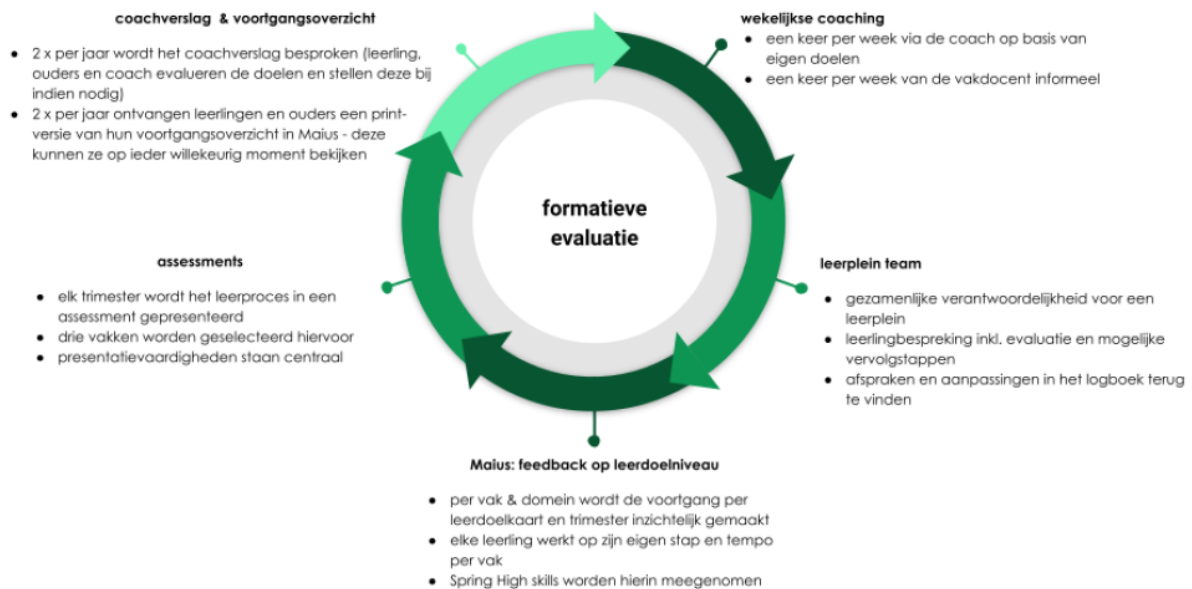 coachverslag & voortgangsoverzicht
● 2 x per jaar wordt het coachverslag besproken (leerling,
ouders en coach evalueren de doelen en stellen deze bij
indien nodig)
● 2 x per jaar ontvangen leerlingen en ouders een print-
versie van hun voortgangsoverzicht in Maius - deze
kunnen ze op ieder willekeurig moment bekijken
wekelijkse coaching
● een keer per week via de coach op basis van
eigen doelen
● een keer per week van de vakdocent informeel
formatieve
evaluatie
leerplein team
● gezamenlijke verantwoordelijkheid voor een
leerplein
● leerlingbespreking inkl. evaluatie en mogelijke
vervolgstappen
● afspraken en aanpassingen in het logboek terug
te vinden
Maius: feedback op leerdoelniveau
● per vak & domein wordt de voortgang per
leerdoelkaart en trimester inzichtelijk gemaakt
● elke leerling werkt op zijn eigen stap en tempo
per vak
● Spring High skills worden hierin meegenomen
assessments
● elk trimester wordt het leerproces in een
assessment gepresenteerd
● drie vakken worden geselecteerd hiervoor
● presentatievaardigheden staan centraal